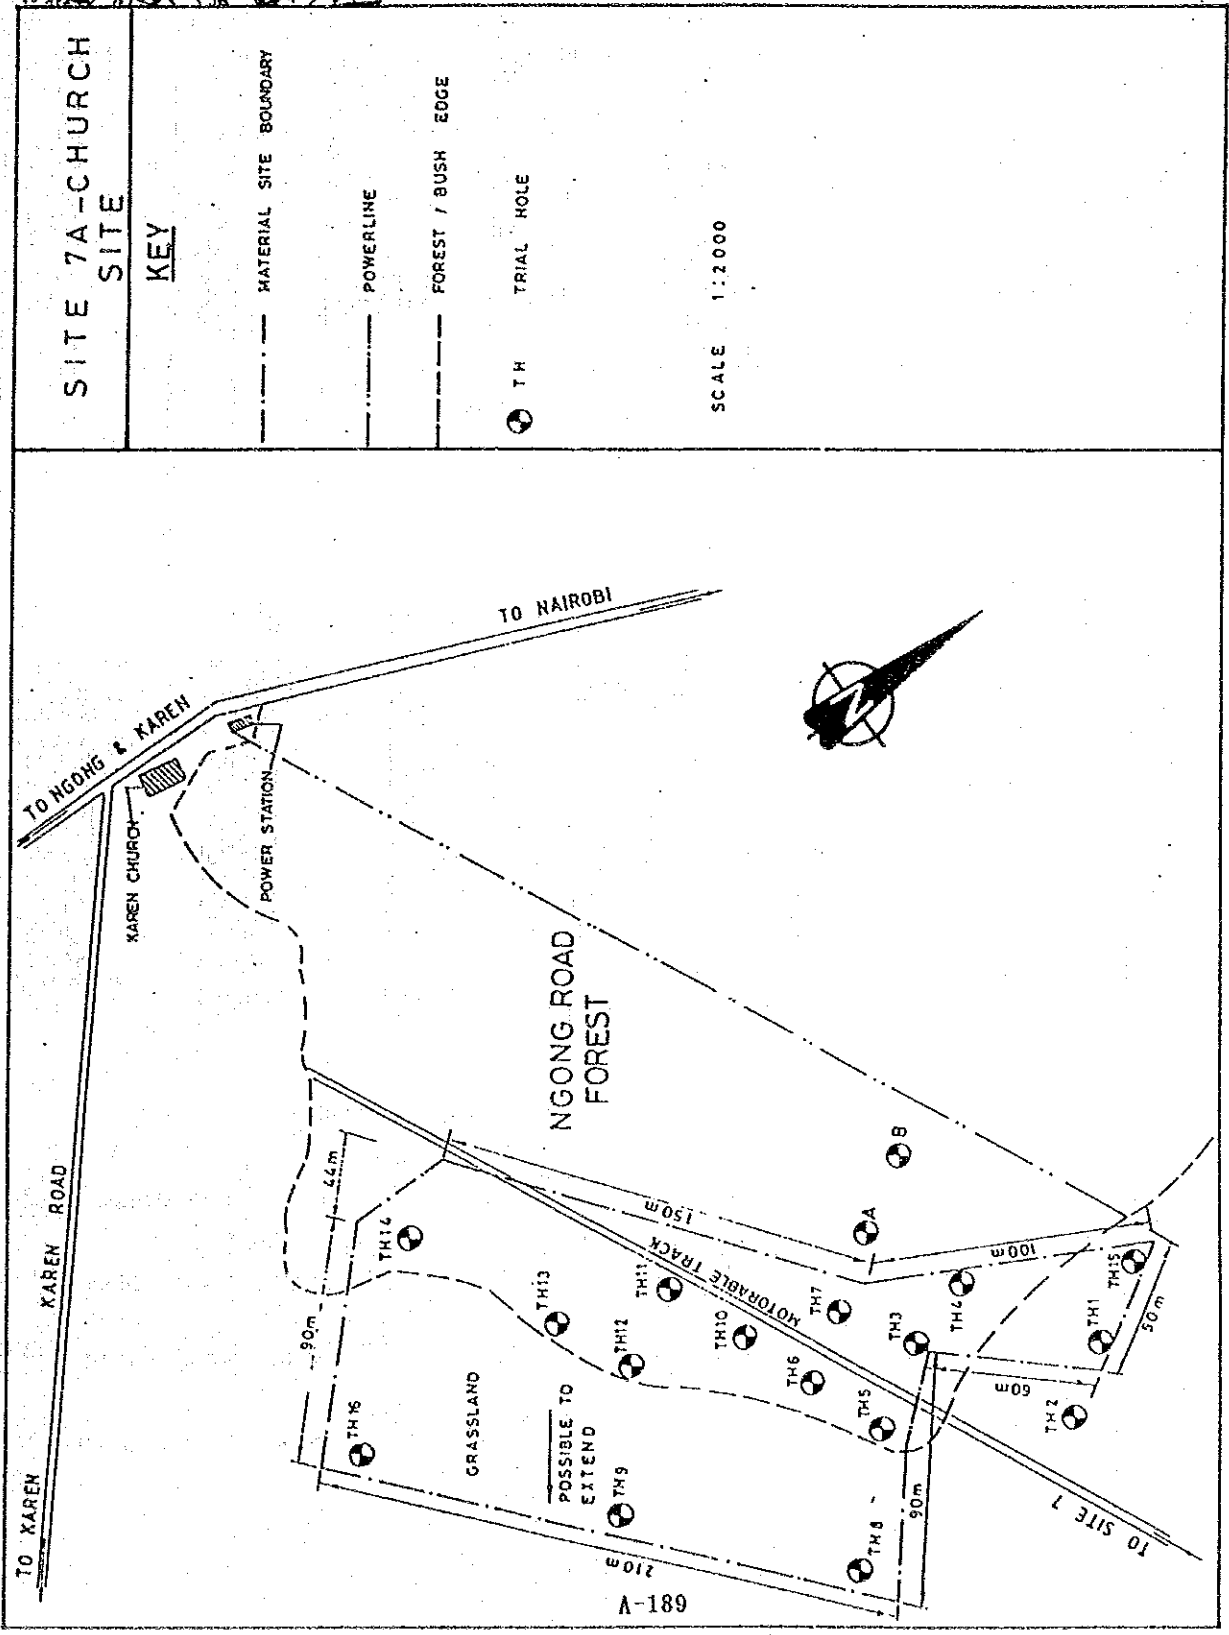 SITE 7A-CHURCH
SITE
KEY
MATERIAL SITE BOUNDARY
POWERLINE
FOREST / BUSH EDGE
TH TRIAL HOLE
SCALE 1:2000
TO NGONG & KAREN
TO NAIROBI
KAREN CHURCH
POWER STATION
TO KAREN
KAREN ROAD
NGONG ROAD
FOREST
44m
90m
TH14
TH16
GRASSLAND
POSSIBLE TO
EXTEND
TH13
TH12
TH11
TH10
MOTORABLE TRACK
150m
A
B
100m
TH7
TH6
TH5
TH3
TH4
TH15
TH1
TH2
50m
60m
TH9
TH8
90m
210m
TO SITE 7
A-189